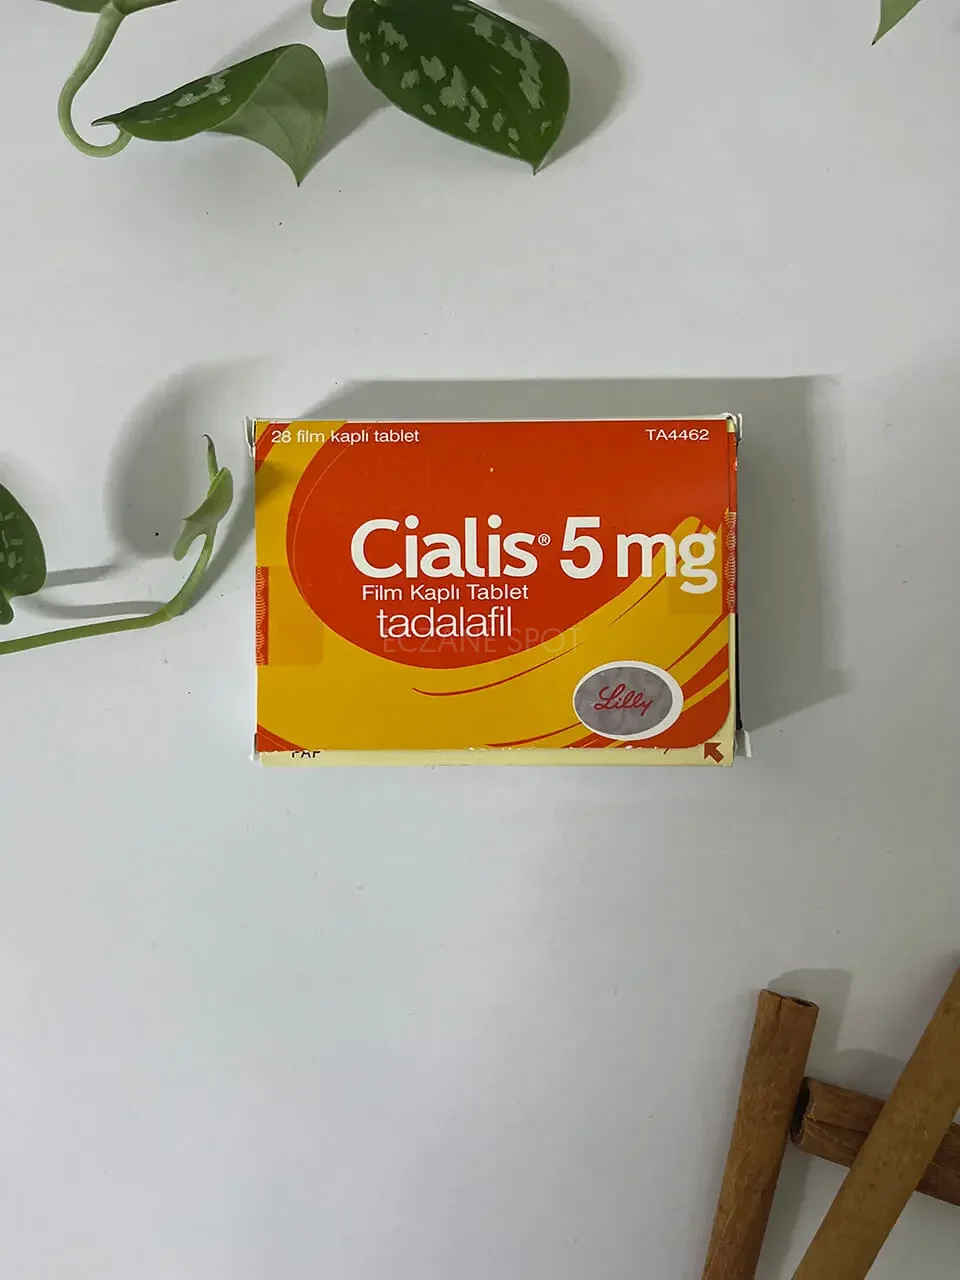 28 film kaplı tablet
TA4462
Cialis® 5 mg
Film Kaplı Tablet
tadalafil
ECZANE SPOT
Lilly